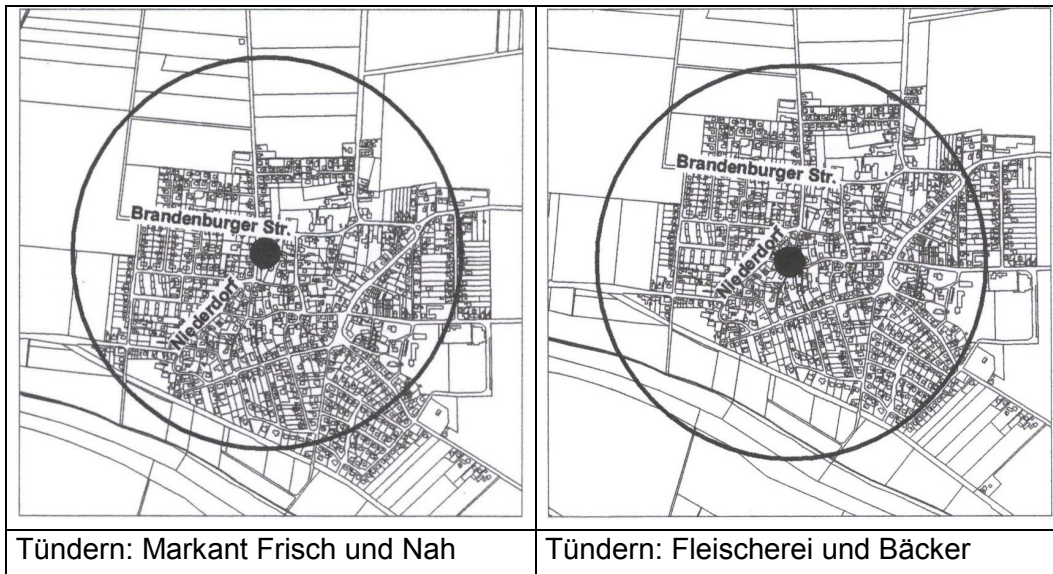 Brandenburger Str.
Niederdorf
Tündern: Markant Frisch und Nah
Brandenburger Str.
Niederdorf
Tündern: Fleischerei und Bäcker